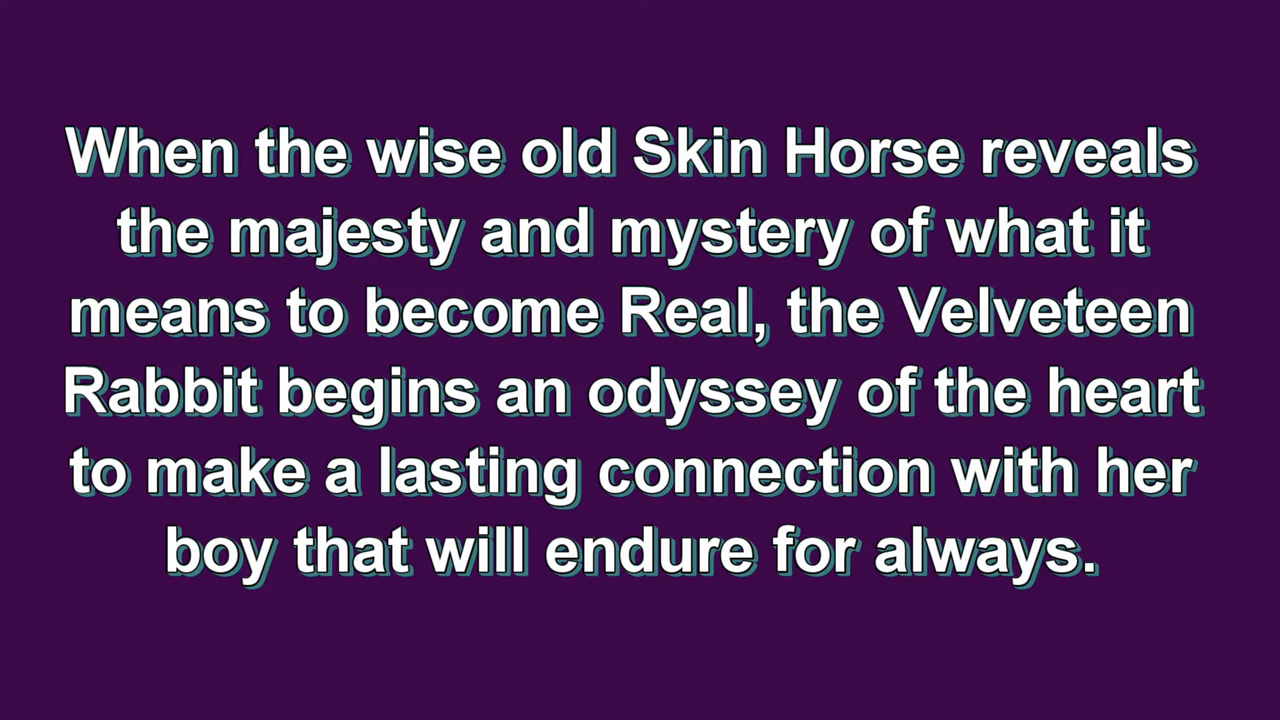 When the wise old Skin Horse reveals
the majesty and mystery of what it
means to become Real, the Velveteen
Rabbit begins an odyssey of the heart
to make a lasting connection with her
boy that will endure for always.